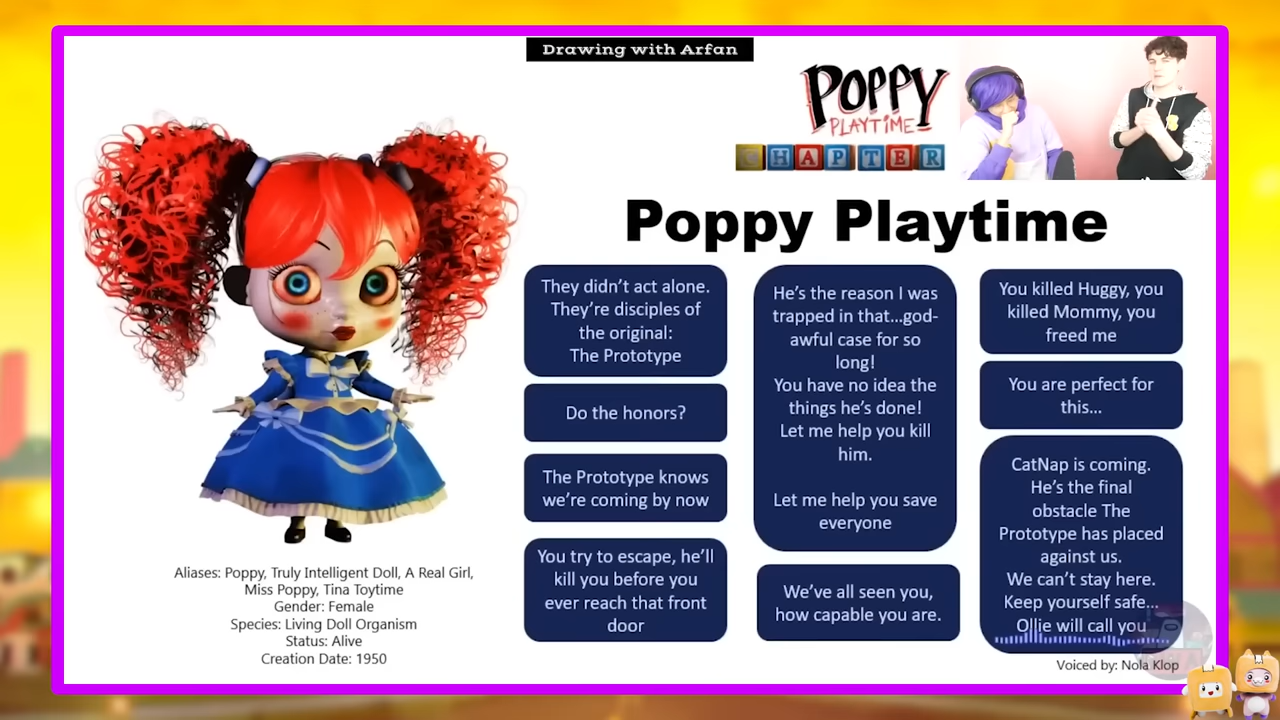 Drawing with Arfan
POPPY
PLAYTIME
CHAPTER
Poppy Playtime
They didn't act alone.
They're disciples of
the original:
The Prototype
Do the honors?
The Prototype knows
we're coming by now
You try to escape, he'll
kill you before you
ever reach that front
door
He's the reason I was
trapped in that...god-
awful case for so
long!
You have no idea the
things he's done!
Let me help you kill
him.
Let me help you save
everyone
We've all seen you,
how capable you are.
You killed Huggy, you
killed Mommy, you
freed me
You are perfect for
this...
CatNap is coming.
He's the final
obstacle The
Prototype has placed
against us.
We can't stay here.
Keep yourself safe...
Ollie will call you
Voiced by: Nola Klop
Aliases: Poppy, Truly Intelligent Doll, A Real Girl,
Miss Poppy, Tina Toytime
Gender: Female
Species: Living Doll Organism
Status: Alive
Creation Date: 1950